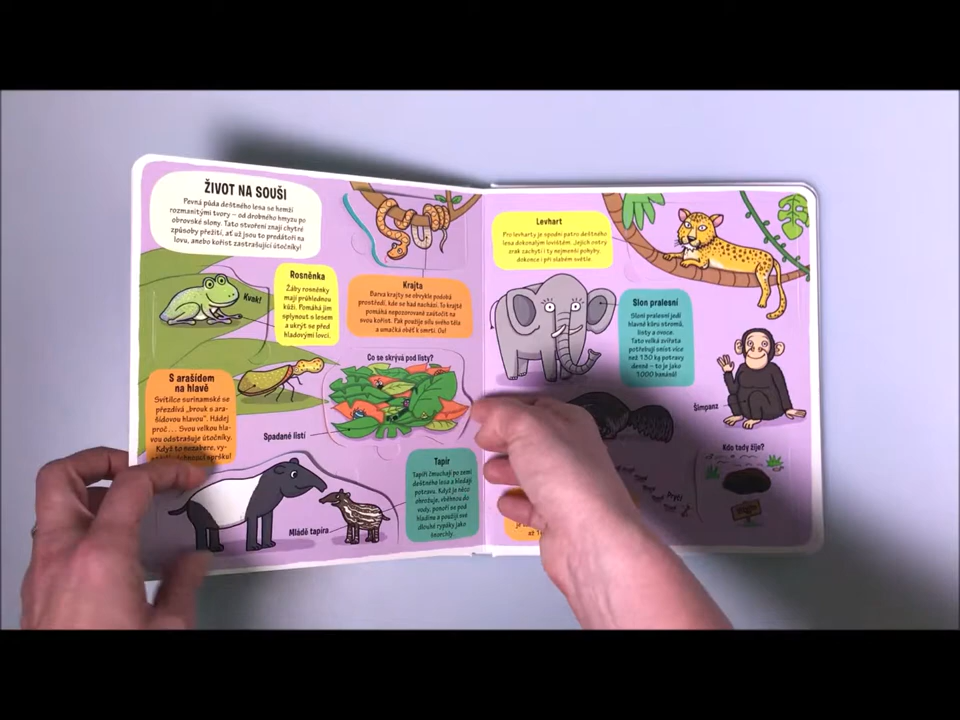 ŽIVOT NA SOUŠI
Pevná půda deštného lesa se hemží
rozmanitými tvory – od drobného hmyzu po
obrovské slony. Tato stvoření znají chytré
způsoby přežití, ať už jsou to predátoři na
lovu, anebo kořist zastrašující útočníky!
Kvak!
Rosněnka
Žáby rosněnky
mají průhlednou
kůži. Pomáhá jim
splynout s lesem
a ukrýt se před
hladovými lovci.
Krajta
Barva krajty se obvykle podobá
prostředí, kde se had nachází. To krajtě
pomáhá nepozorovaně zaútočit na
svou kořist. Pak použije sílu svého těla
a smačká oběť k smrti. Ou!
S arašídem
na hlavě
Svítilce surinamské se
přezdívá „brouk s ara-
šídovou hlavou". Hádej
proč... Svou velkou hla-
vou odstrašuje útočníky.
Když to nezabere, vy-
Co se skrývá pod listy?
Spadané listí
Tapír
Tapíři čmuchají po zemi
deštného lesa a hledají
potravu. Když je něco
ohrožuje, vběhnou do
vody, ponoří se pod
hladinu a použijí své
dlouhé rypáky jako
šnorchly.
Mládě tapíra
Levhart
Pro levharty je spodní patro deštného
lesa dokonalým lovištěm. Jejich ostrý
zrak zachytí i ty nejmenší pohyby,
dokonce i při slabém světle.
Slon pralesní
Sloni pralesní jedí
hlavně kůru stromů,
listy a ovoce.
Tato velká zvířata
potřebují sníst více
než 130 kg potravy
denně – to je jako
1000 banánů!
Šimpanz
Kdo tady žije?